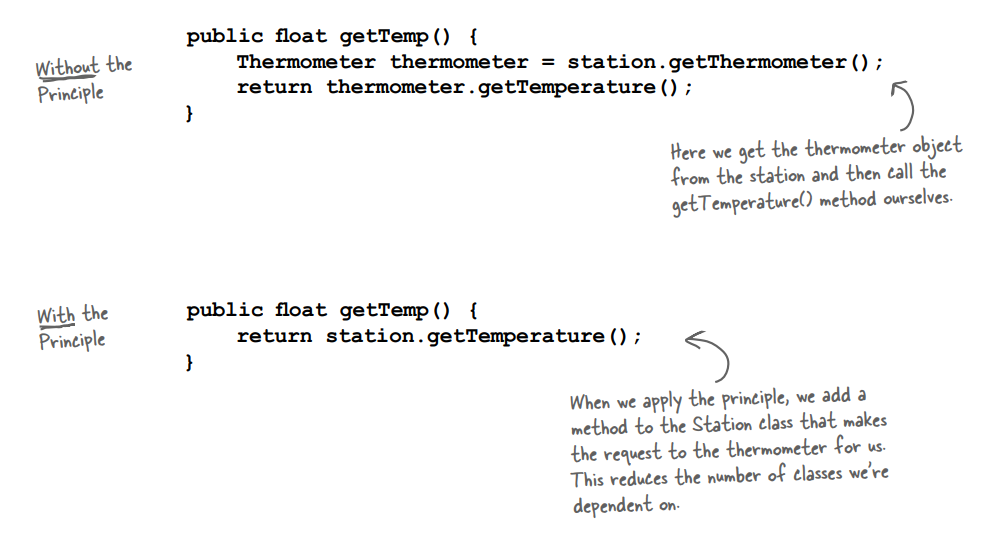 public float getTemp() {
Without the
Principle
Thermometer thermometer = station.getThermometer();
return thermometer.getTemperature();
}
Here we get the thermometer object
from the station and then call the
getTemperature() method ourselves.
With the
Principle
public float getTemp() {
return station.getTemperature();
}
When we apply the principle, we add a
method to the Station class that makes
the request to the thermometer for us.
This reduces the number of classes we're
dependent on.